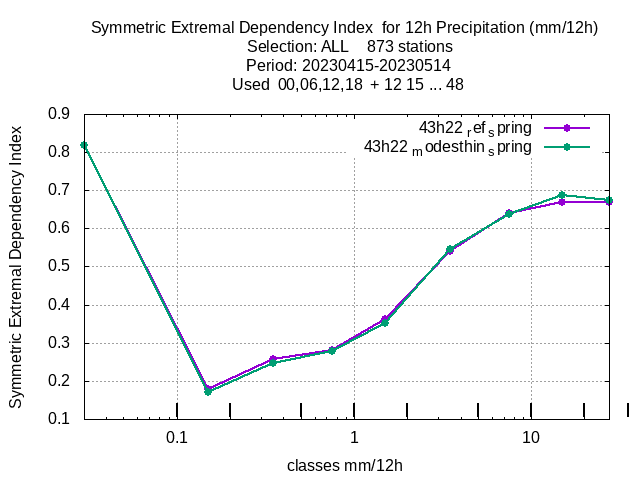 Symmetric Extremal Dependency Index  for 12h Precipitation (mm/12h)
Selection: ALL    873 stations
Period: 20230415-20230514
Used  00,06,12,18  + 12 15 ... 48
43h22 ref spring
43h22 modesthin spring
Symmetric Extremal Dependency Index
0.9
0.8
0.7
0.6
0.5
0.4
0.3
0.2
0.1
0.1 1 10
classes mm/12h